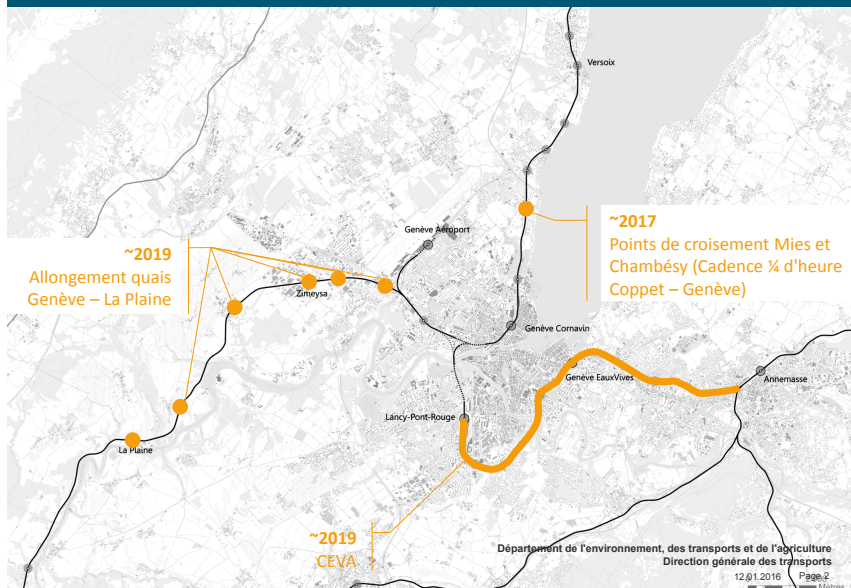 Versoix
~2017
Points de croisement Mies et
Chambésy (Cadence ¼ d'heure
Coppet – Genève)
Genève Aéroport
~2019
Allongement quais
Genève – La Plaine
Zimeysa
Genève Cornavin
Genève EauxVives
Annemasse
Lancy-Pont-Rouge
La Plaine
~2019
CEVA
Département de l'environnement, des transports et de l'agriculture
Direction générale des transports
12.01.2016 Page 2
Mètres